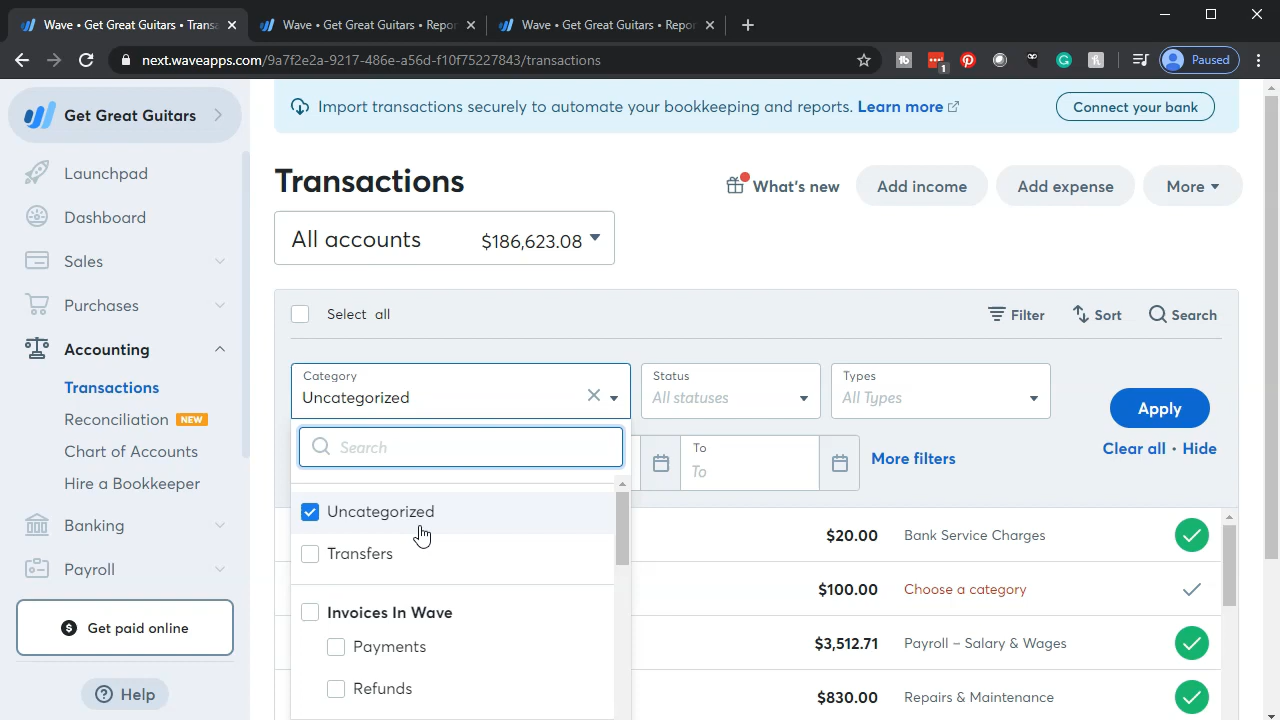 Wave • Get Great Guitars • Transa
Wave • Get Great Guitars • Repor
Wave • Get Great Guitars • Repor
next.waveapps.com/9a7f2e2a-9217-486e-a56d-f10f75227843/transactions
1
Paused
Get Great Guitars
Launchpad
Dashboard
Sales
Purchases
Accounting
Transactions
Reconciliation NEW
Chart of Accounts
Hire a Bookkeeper
Banking
Payroll
Get paid online
Help
Import transactions securely to automate your bookkeeping and reports. Learn more
Connect your bank
Transactions
What's new
Add income
Add expense
More
All accounts $186,623.08
Select all
Filter
Sort
Search
Category
Uncategorized
Status
All statuses
Types
All Types
Apply
Search
To
To
More filters
Clear all • Hide
Uncategorized
Transfers
Invoices In Wave
Payments
Refunds
$20.00 Bank Service Charges
$100.00 Choose a category
$3,512.71 Payroll – Salary & Wages
$830.00 Repairs & Maintenance